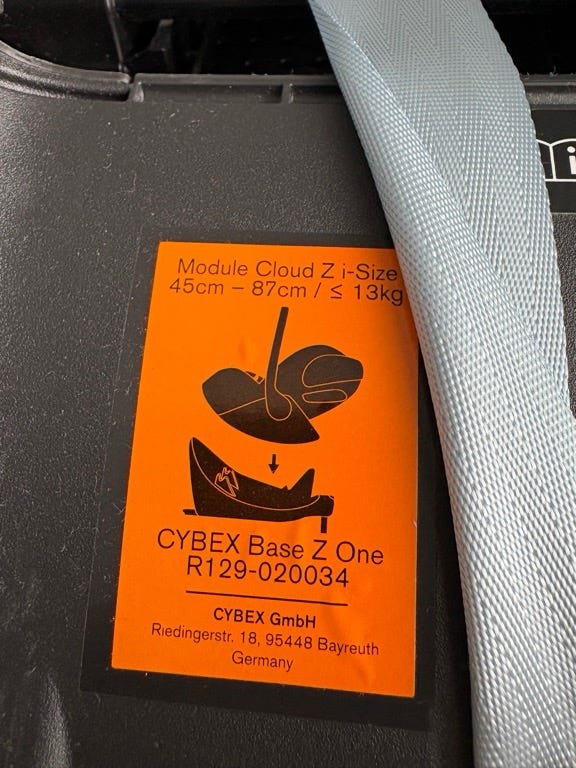 Module Cloud Z i-Size
45cm – 87cm / ≤ 13kg
CYBEX Base Z One
R129-020034
CYBEX GmbH
Riedingerstr. 18, 95448 Bayreuth
Germany
i